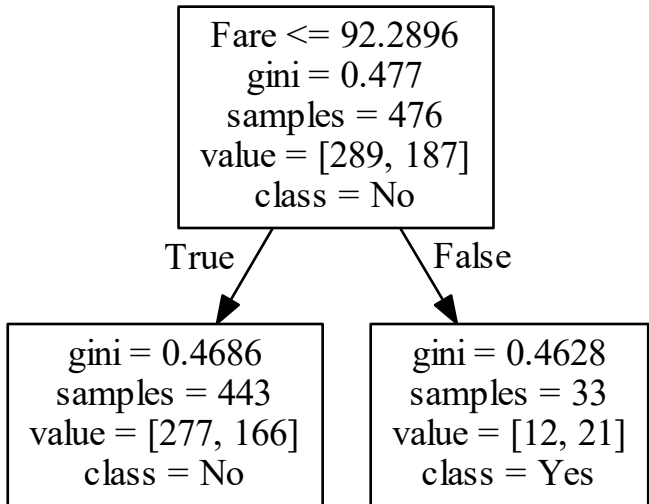 Fare <= 92.2896
gini = 0.477
samples = 476
value = [289, 187]
class = No
True
False
gini = 0.4686
samples = 443
value = [277, 166]
class = No
gini = 0.4628
samples = 33
value = [12, 21]
class = Yes